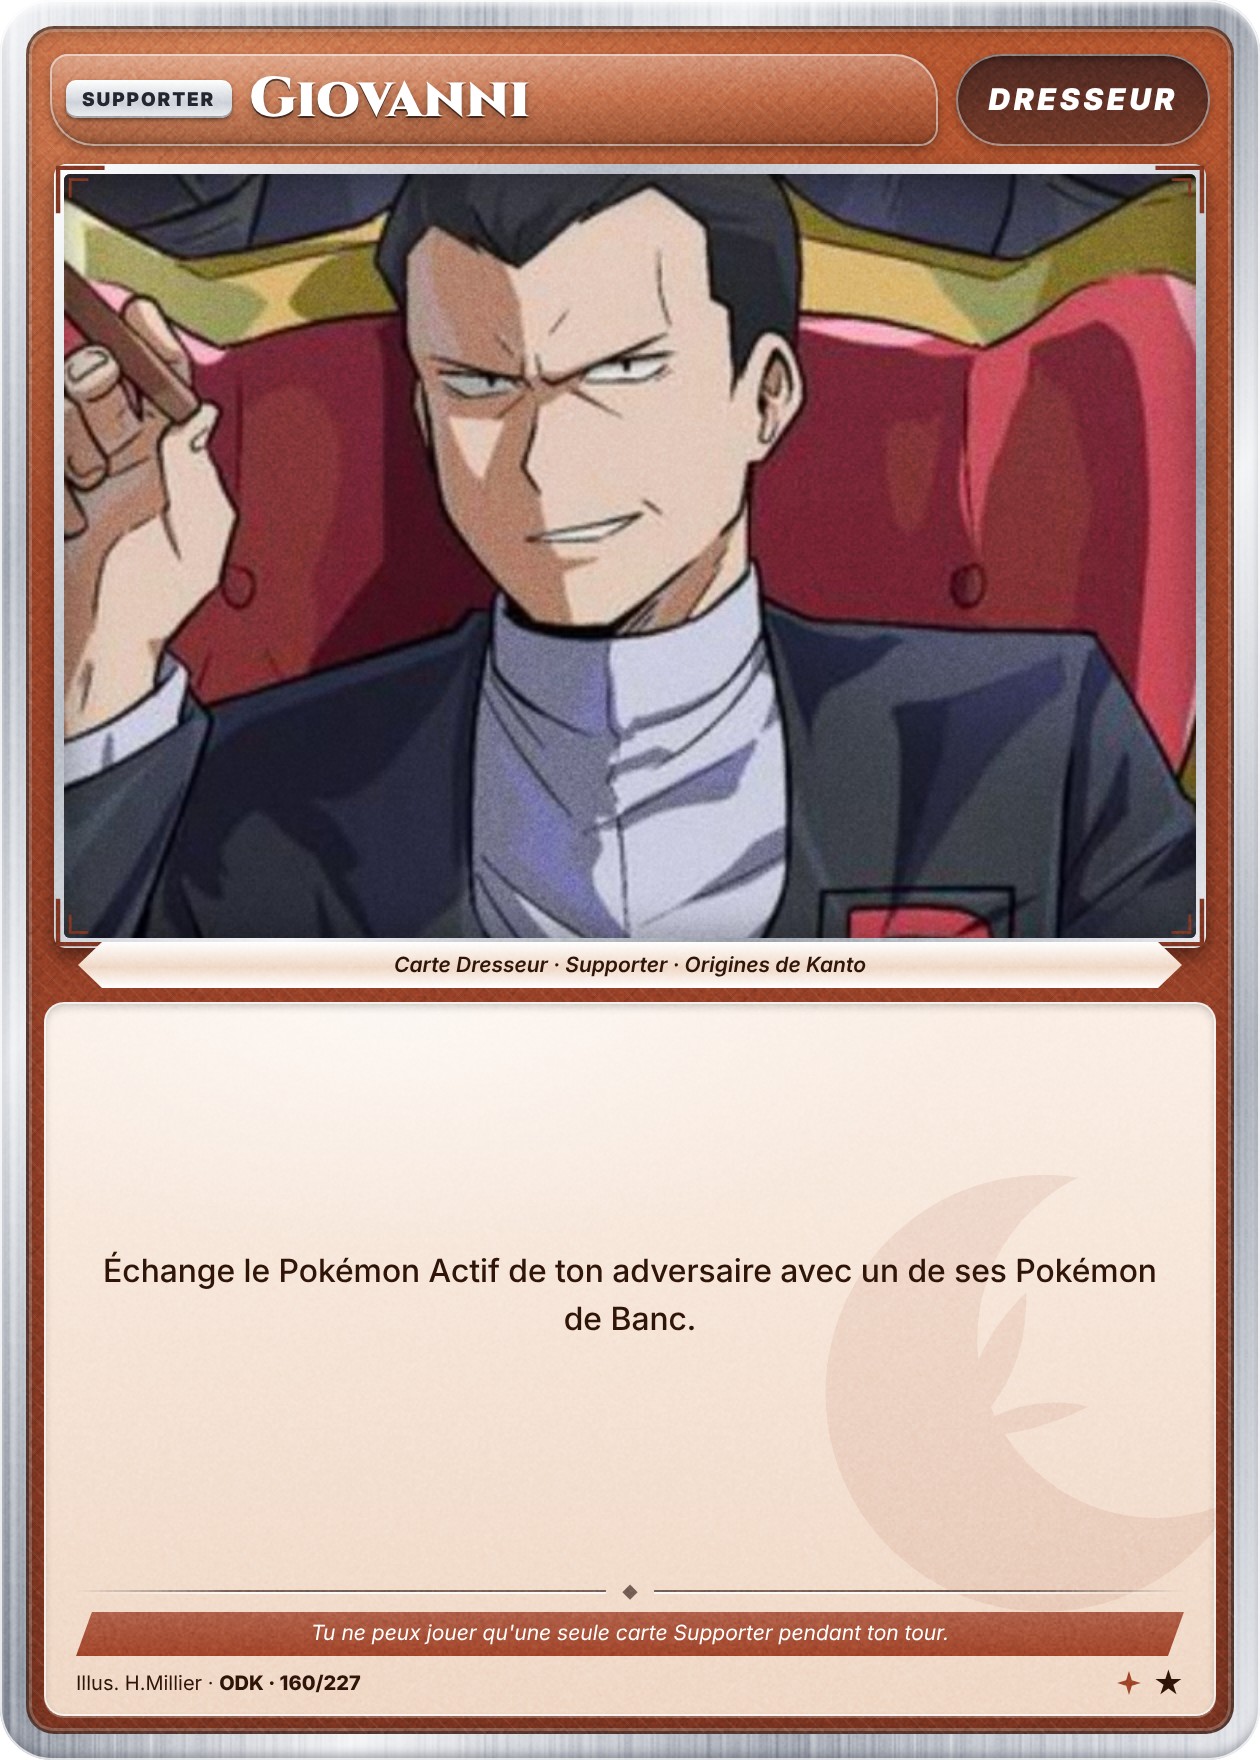 SUPPORTER GIOVANNI DRESSEUR
Carte Dresseur · Supporter · Origines de Kanto
Échange le Pokémon Actif de ton adversaire avec un de ses Pokémon
de Banc.
Tu ne peux jouer qu'une seule carte Supporter pendant ton tour.
Illus. H.Millier · ODK · 160/227